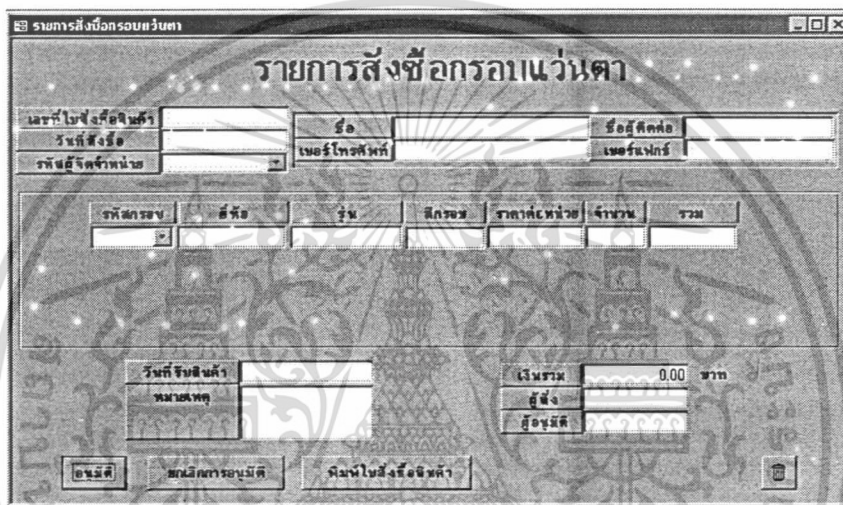 รายการสั่งซื้อกรอบแว่นตา
รายการสั่งซื้อกรอบแว่นตา
เลขที่ใบสั่งซื้อสินค้า
วันที่สั่งซื้อ
รหัสผู้จัดจำหน่าย
ชื่อ
ชื่อผู้ติดต่อ
เบอร์โทรศัพท์
เบอร์แฟกซ์
รหัสกรอบ ยี่ห้อ รุ่น สีกรอบ ราคาต่อหน่วย จำนวน รวม
วันที่รับสินค้า
หมายเหตุ
เงินรวม 0.00 บาท
ผู้สั่ง
ผู้อนุมัติ
อนุมัติ ยกเลิกการอนุมัติ พิมพ์ใบสั่งซื้อสินค้า